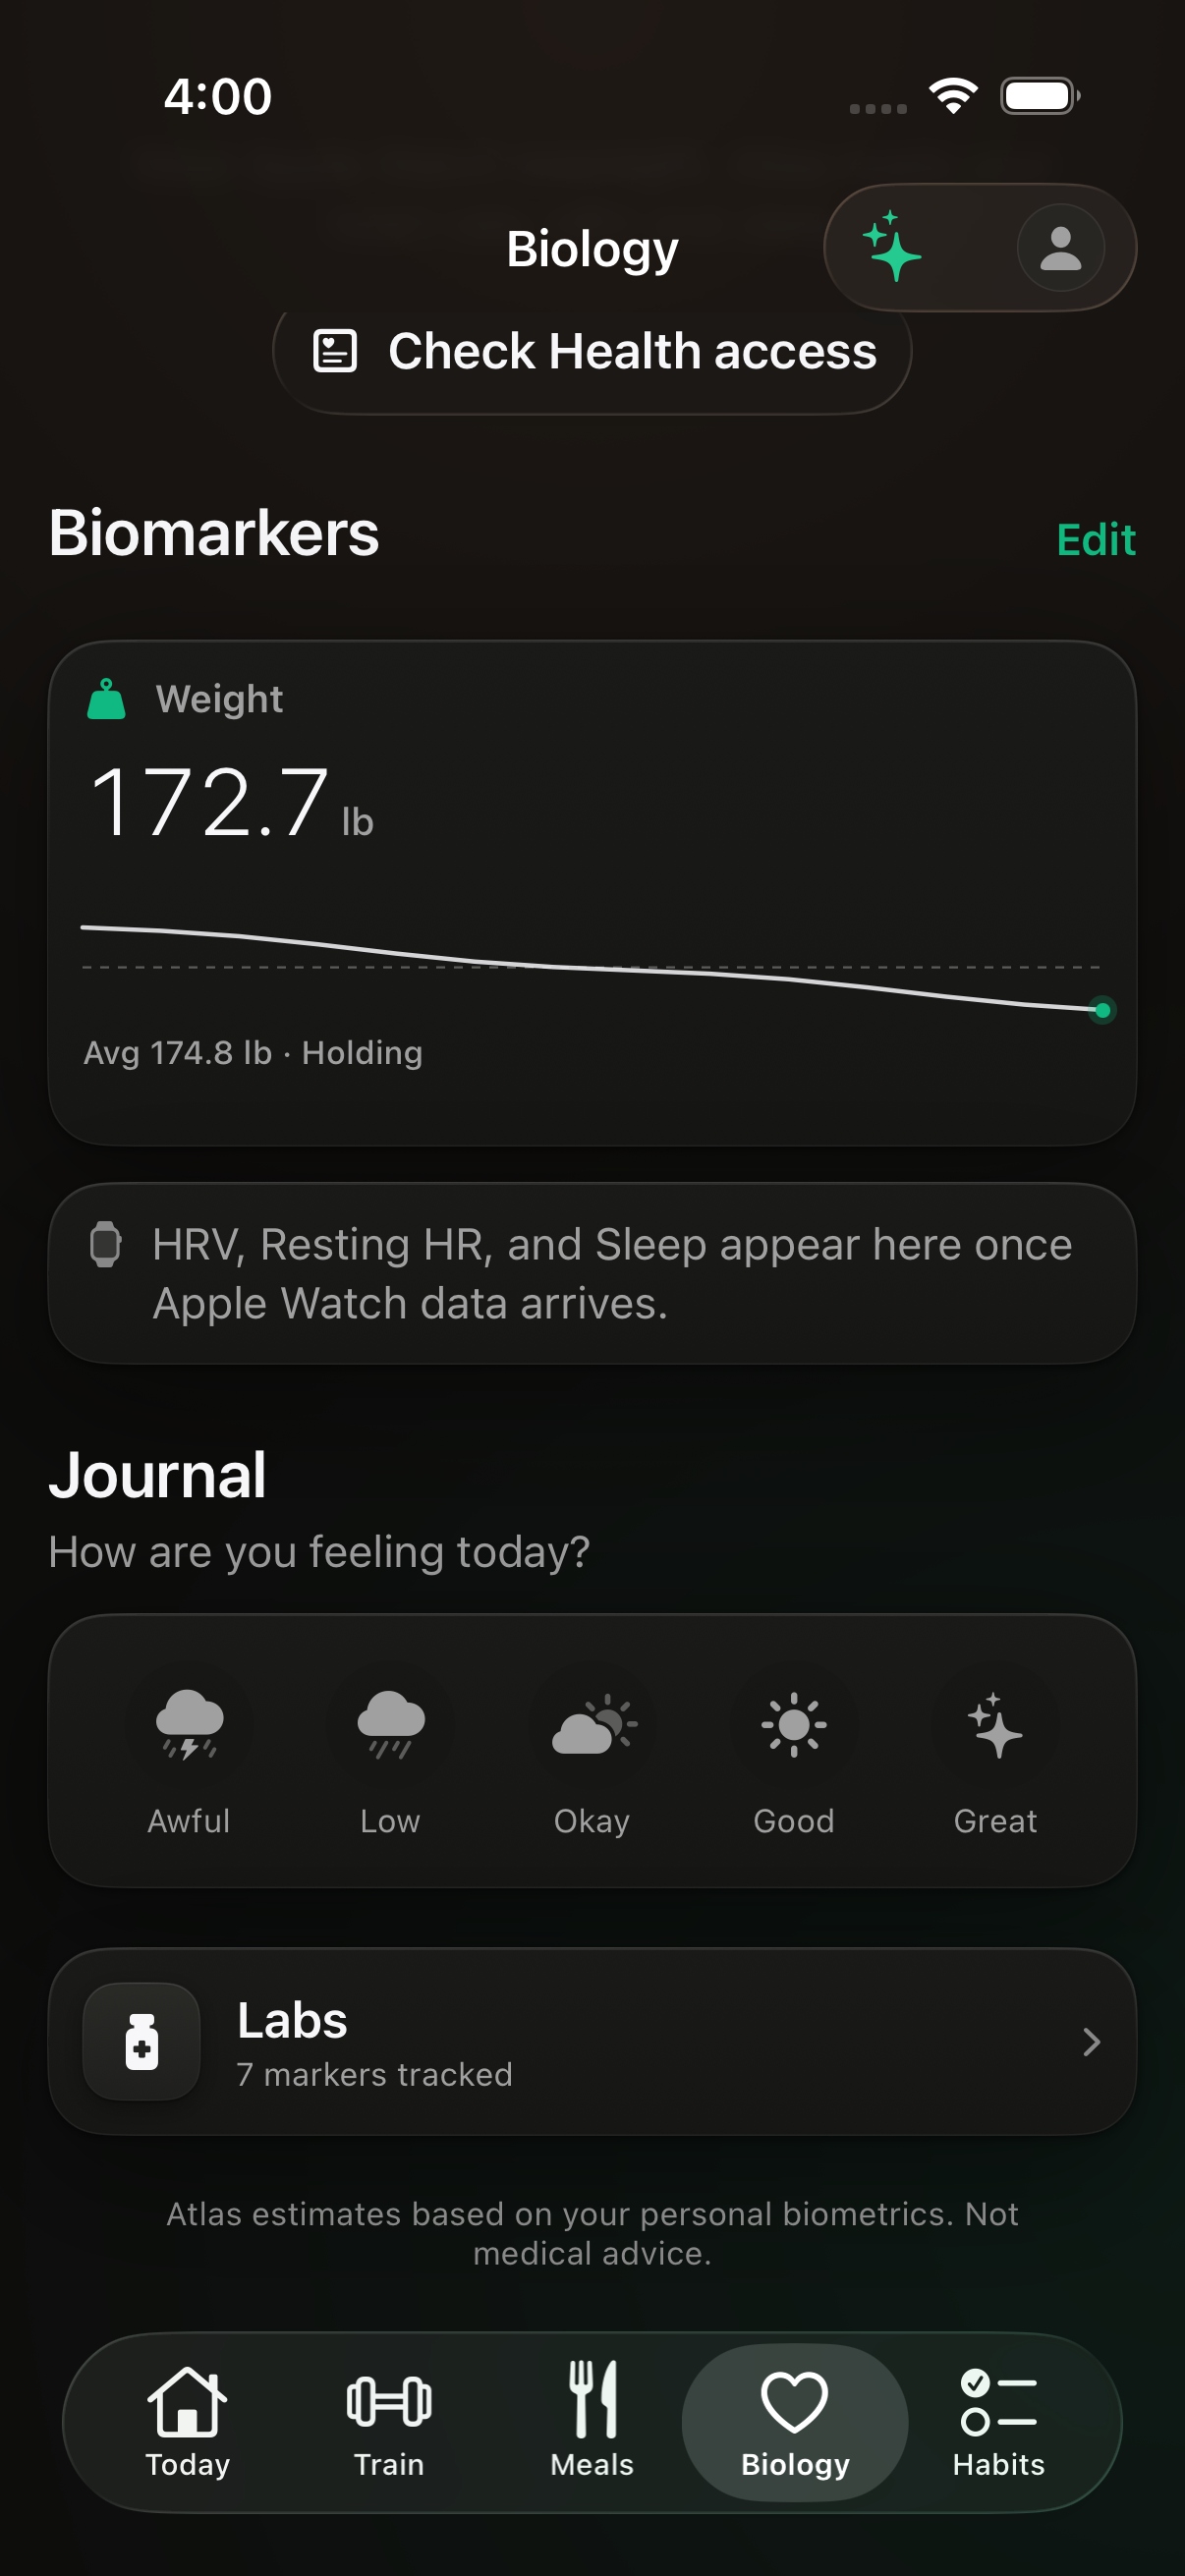 4:00
Biology
Check Health access
Biomarkers
Edit
Weight
172.7 lb
Avg 174.8 lb · Holding
HRV, Resting HR, and Sleep appear here once
Apple Watch data arrives.
Journal
How are you feeling today?
Awful Low Okay Good Great
Labs
7 markers tracked
Atlas estimates based on your personal biometrics. Not
medical advice.
Today Train Meals Biology Habits